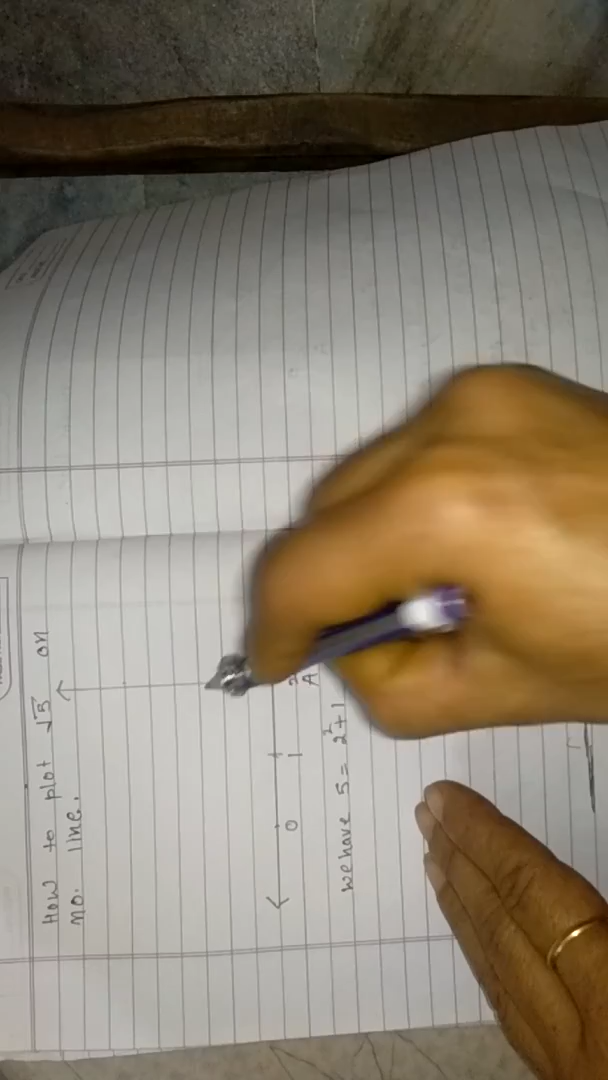 How to plot √5 on
no. line.
0 1 2
A
we have 5 = 2²+1